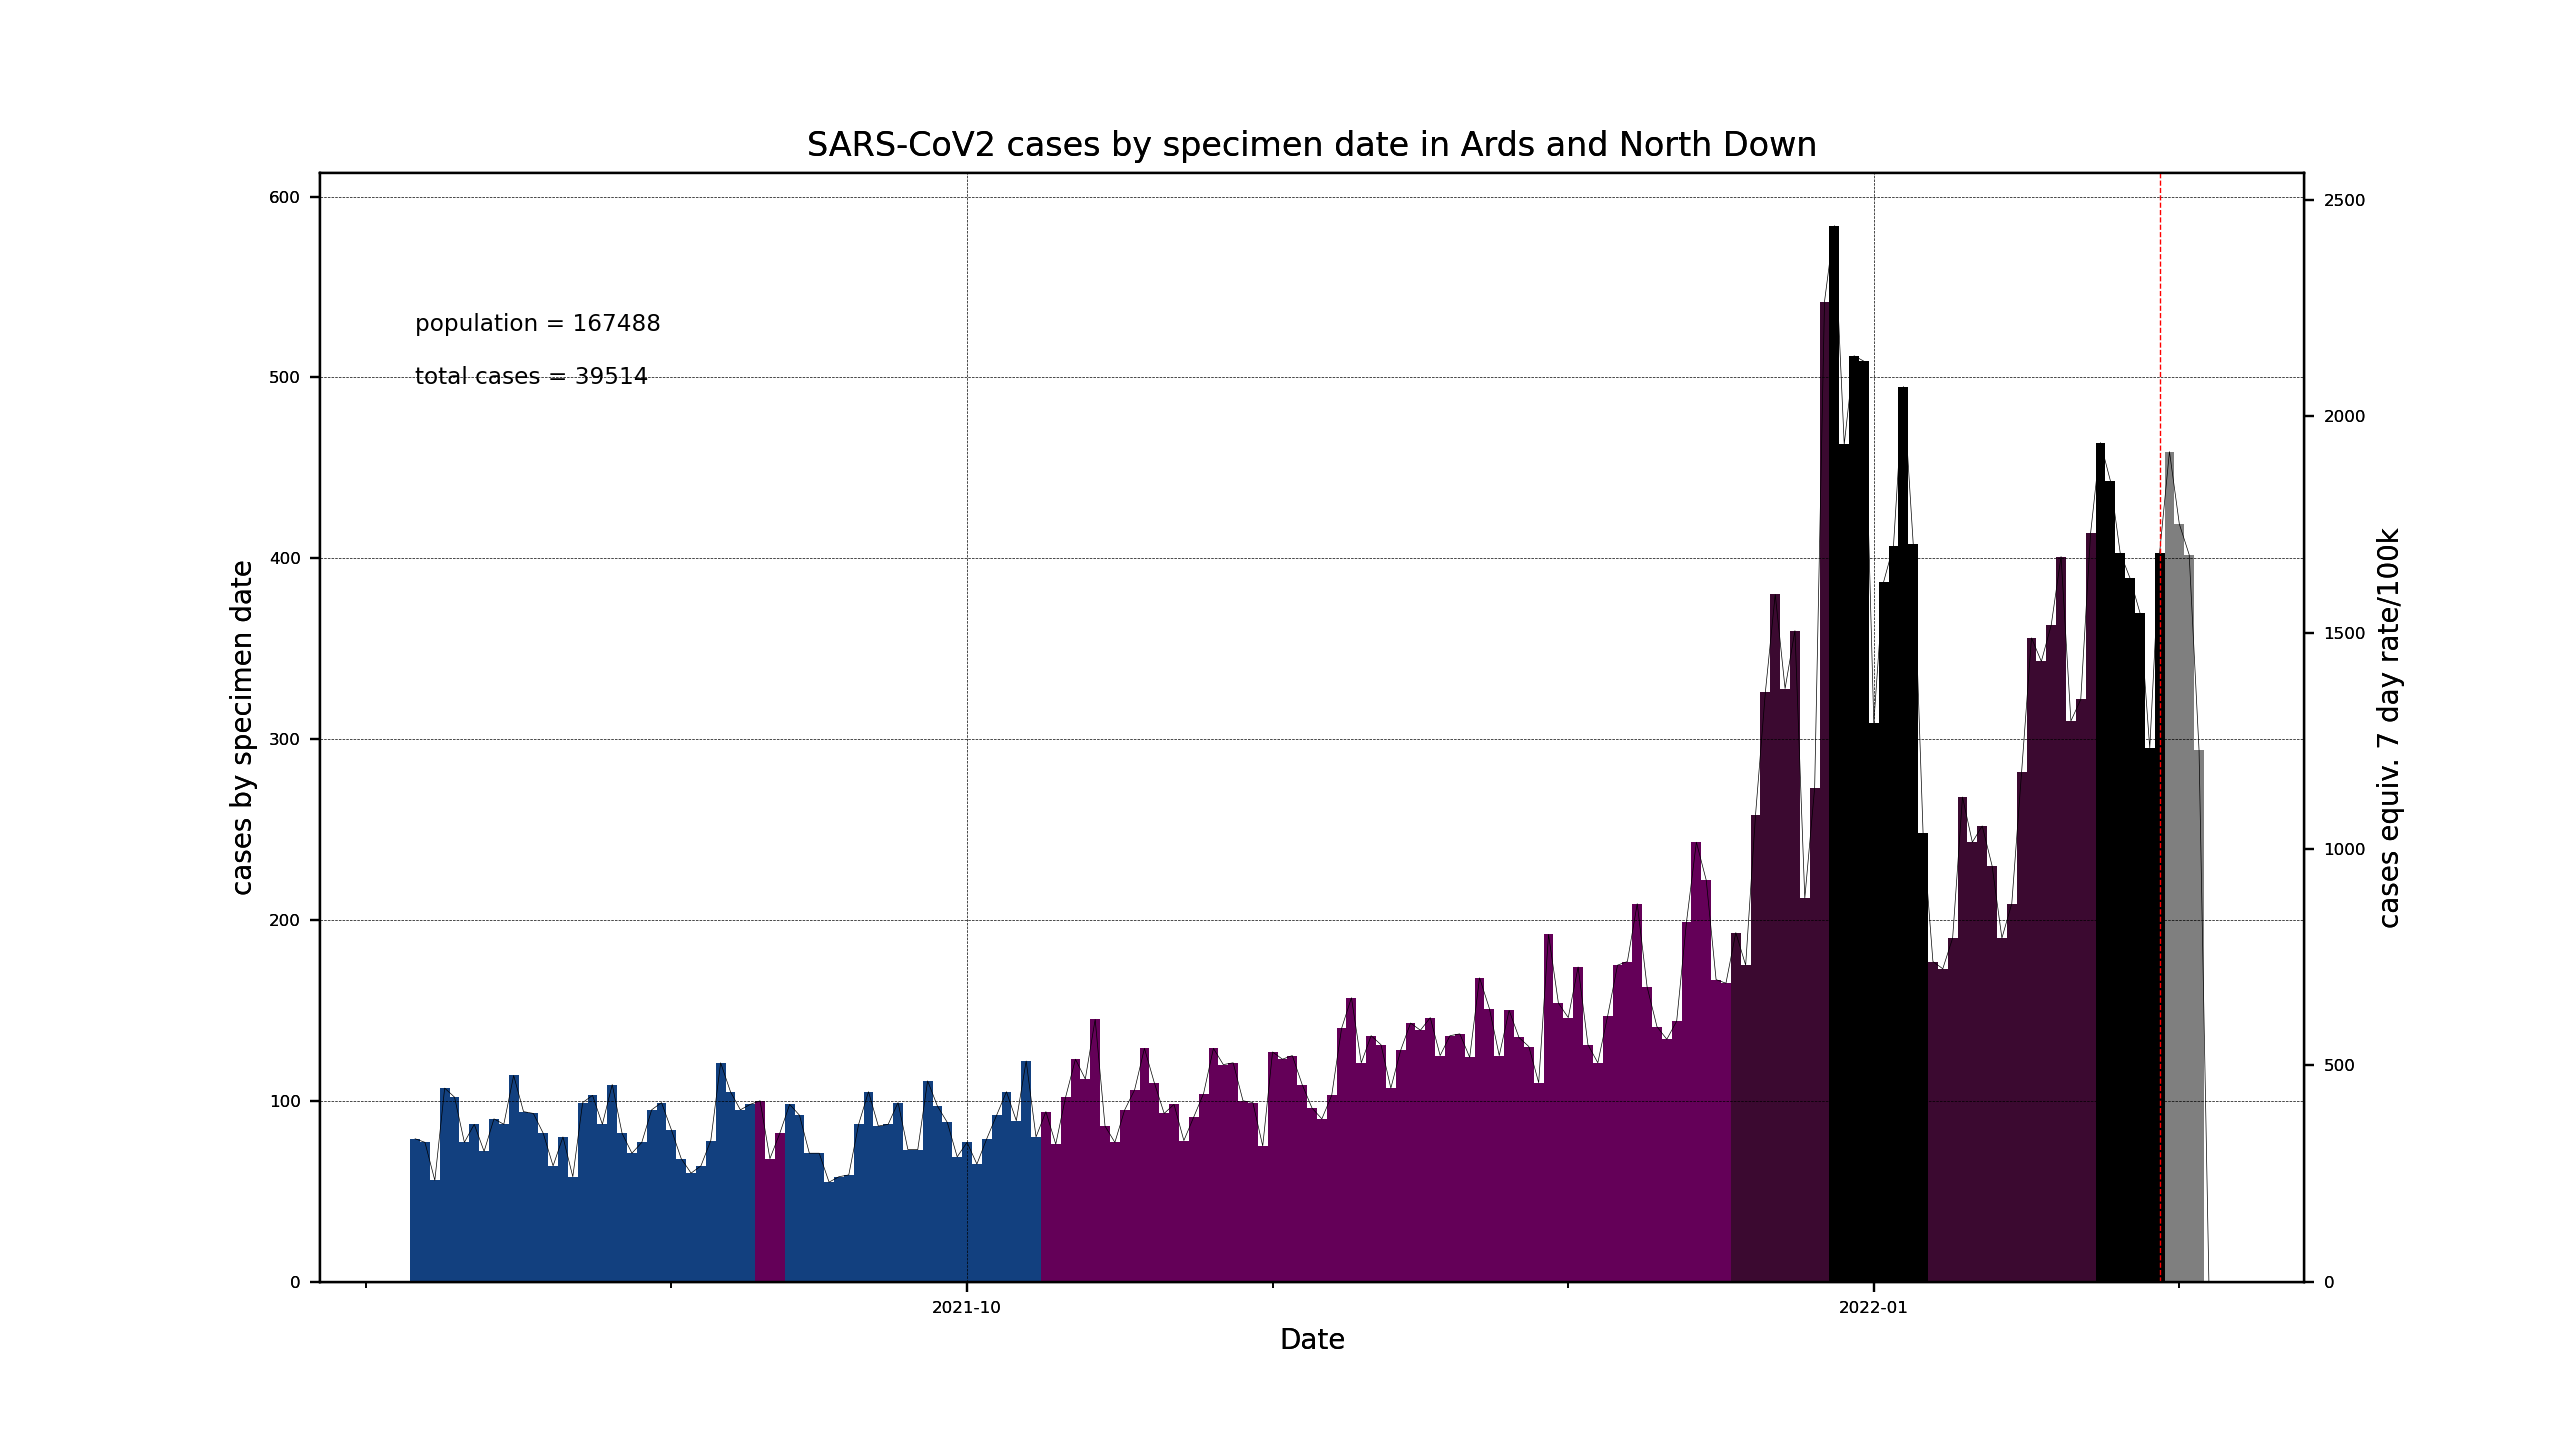 SARS-CoV2 cases by specimen date in Ards and North Down
population = 167488
total cases = 39514
cases by specimen date
600
500
400
300
200
100
0
2500
2000
1500
1000
500
0
cases equiv. 7 day rate/100k
2021-10
2022-01
Date